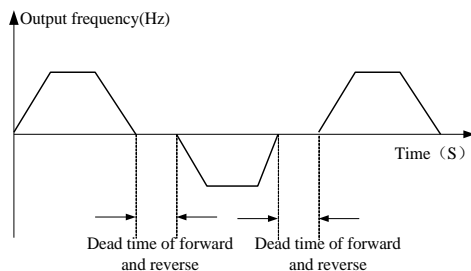 Output frequency(Hz)
Time（S）
Dead time of forward
and reverse
Dead time of forward
and reverse